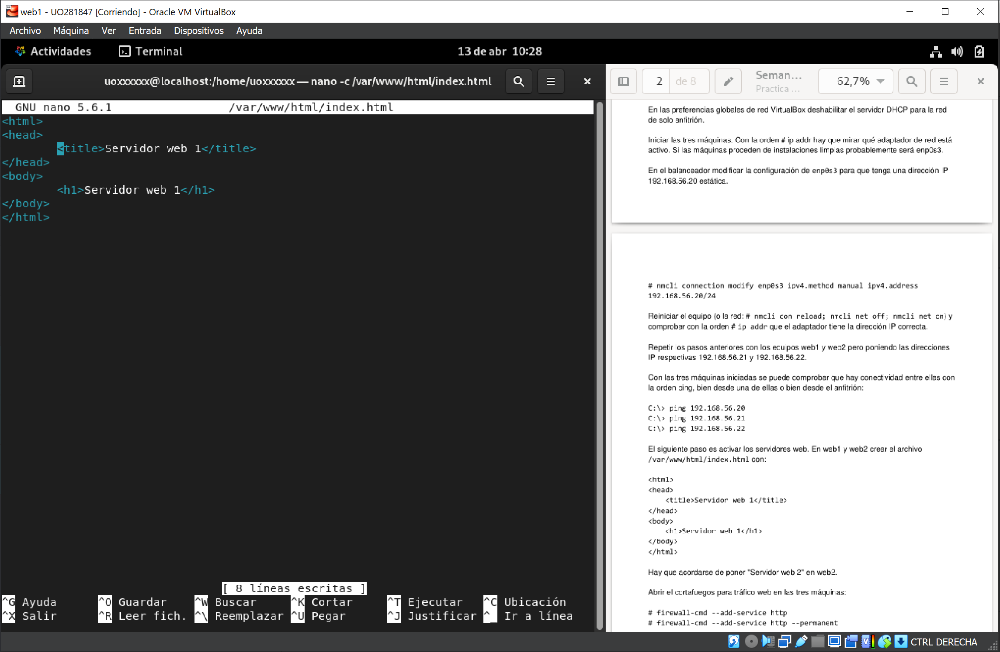 web1 - UO281847 [Corriendo] - Oracle VM VirtualBox
Archivo Máquina Ver Entrada Dispositivos Ayuda
Actividades Terminal 13 de abr 10:28
uoxxxxxx@localhost:/home/uoxxxxxx — nano -c /var/www/html/index.html
GNU nano 5.6.1 /var/www/html/index.html
<html>
<head>
<title>Servidor web 1</title>
</head>
<body>
<h1>Servidor web 1</h1>
</body>
</html>
[ 8 líneas escritas ]
^G Ayuda ^O Guardar ^W Buscar ^K Cortar ^T Ejecutar ^C Ubicación
^X Salir ^R Leer fich. ^\ Reemplazar ^U Pegar ^J Justificar ^_ Ir a línea
2 de 8 Seman... 62,7%
Practica ...
En las preferencias globales de red VirtualBox deshabilitar el servidor DHCP para la red
de solo anfitrión.
Iniciar las tres máquinas. Con la orden # ip addr hay que mirar qué adaptador de red está
activo. Si las máquinas proceden de instalaciones limpias probablemente será enp0s3.
En el balanceador modificar la configuración de enp0s3 para que tenga una dirección IP
192.168.56.20 estática.
# nmcli connection modify enp0s3 ipv4.method manual ipv4.address
192.168.56.20/24
Reiniciar el equipo (o la red: # nmcli con reload; nmcli net off; nmcli net on) y
comprobar con la orden # ip addr que el adaptador tiene la dirección IP correcta.
Repetir los pasos anteriores con los equipos web1 y web2 pero poniendo las direcciones
IP respectivas 192.168.56.21 y 192.168.56.22.
Con las tres máquinas iniciadas se puede comprobar que hay conectividad entre ellas con
la orden ping, bien desde una de ellas o bien desde el anfitrión:
C:\> ping 192.168.56.20
C:\> ping 192.168.56.21
C:\> ping 192.168.56.22
El siguiente paso es activar los servidores web. En web1 y web2 crear el archivo
/var/www/html/index.html con:
<html>
<head>
<title>Servidor web 1</title>
</head>
<body>
<h1>Servidor web 1</h1>
</body>
</html>
Hay que acordarse de poner "Servidor web 2" en web2.
Abrir el cortafuegos para tráfico web en las tres máquinas:
# firewall-cmd --add-service http
# firewall-cmd --add-service http --permanent
CTRL DERECHA